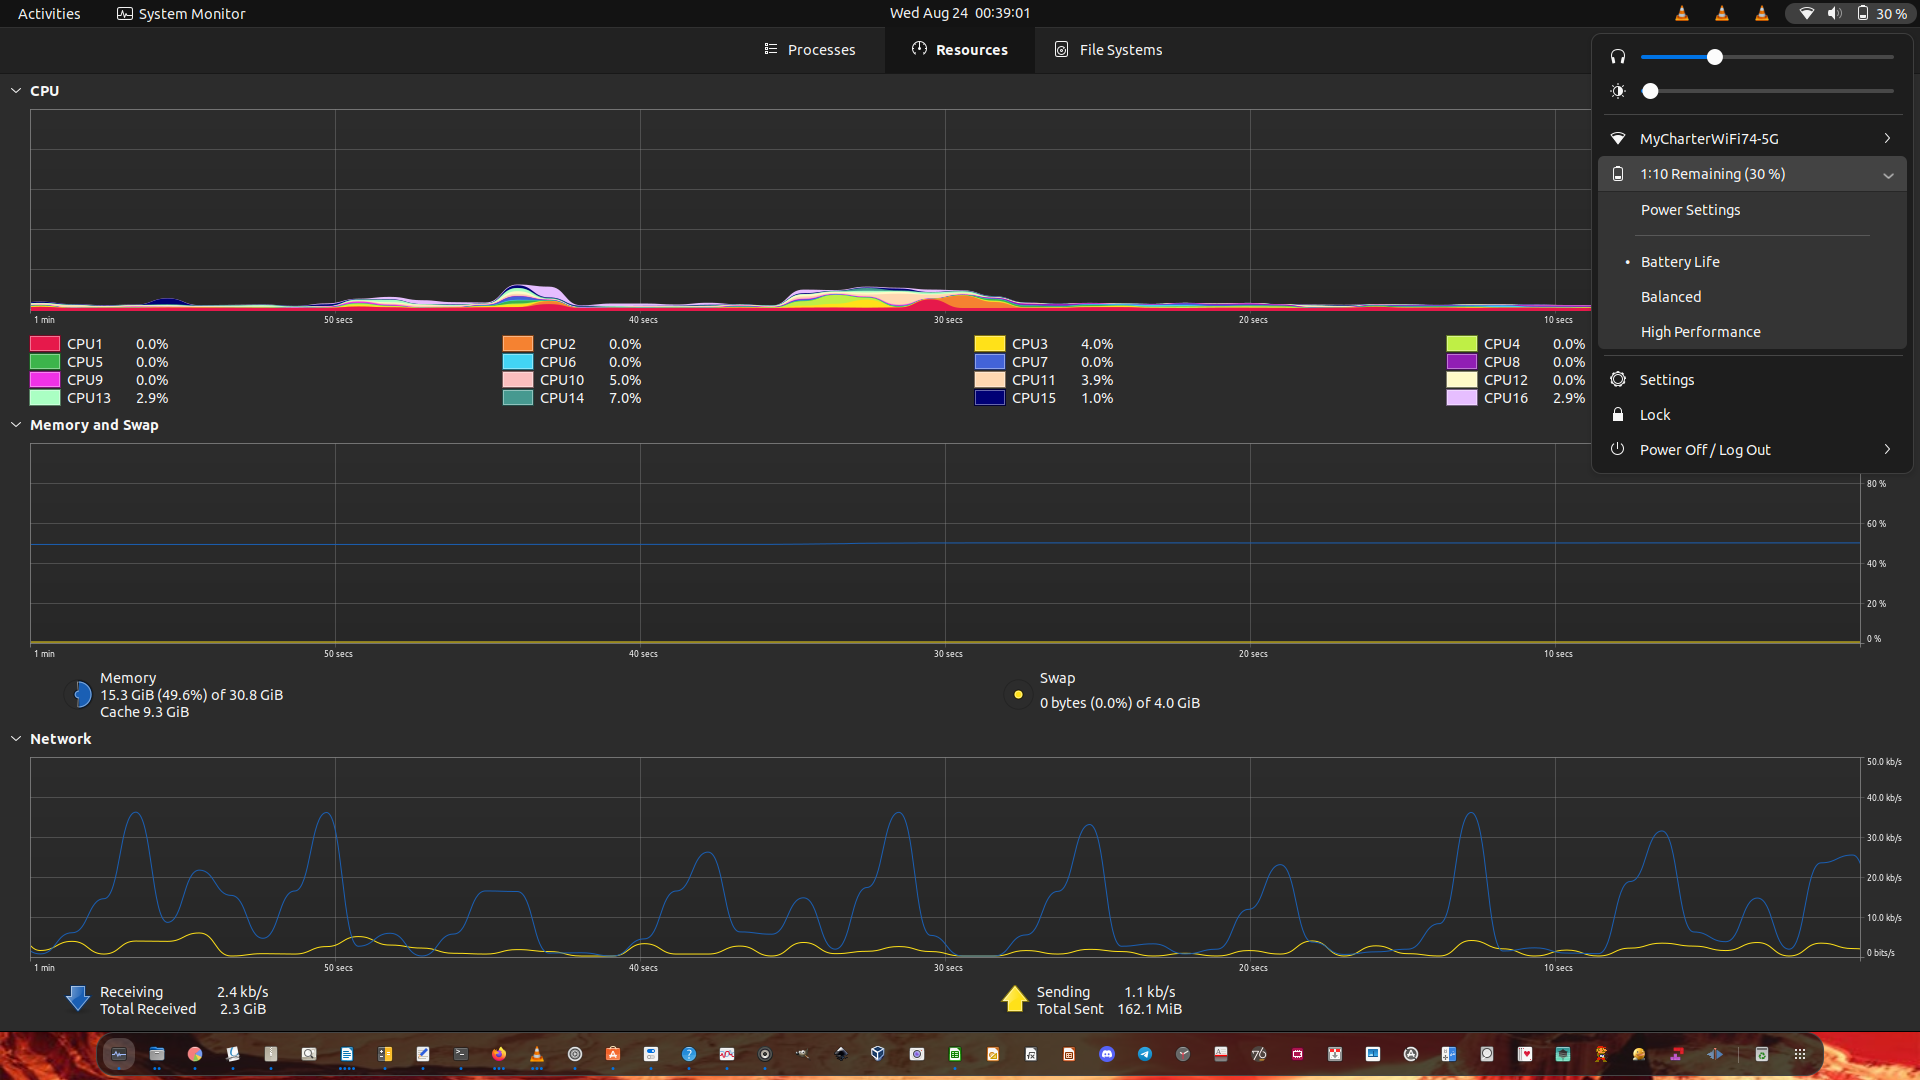 Activities
System Monitor
Wed Aug 24 00:39:01
30 %
Processes
Resources
File Systems
CPU
1 min
50 secs
40 secs
30 secs
20 secs
10 secs
CPU1 0.0%
CPU2 0.0%
CPU3 4.0%
CPU4 0.0%
CPU5 0.0%
CPU6 0.0%
CPU7 0.0%
CPU8 0.0%
CPU9 0.0%
CPU10 5.0%
CPU11 3.9%
CPU12 0.0%
CPU13 2.9%
CPU14 7.0%
CPU15 1.0%
CPU16 2.9%
MyCharterWiFi74-5G
1:10 Remaining (30 %)
Power Settings
Battery Life
Balanced
High Performance
Settings
Lock
Power Off / Log Out
Memory and Swap
80 %
60 %
40 %
20 %
0 %
1 min
50 secs
40 secs
30 secs
20 secs
10 secs
Memory
15.3 GiB (49.6%) of 30.8 GiB
Cache 9.3 GiB
Swap
0 bytes (0.0%) of 4.0 GiB
Network
50.0 kb/s
40.0 kb/s
30.0 kb/s
20.0 kb/s
10.0 kb/s
0 bits/s
1 min
50 secs
40 secs
30 secs
20 secs
10 secs
Receiving 2.4 kb/s
Total Received 2.3 GiB
Sending 1.1 kb/s
Total Sent 162.1 MiB
76